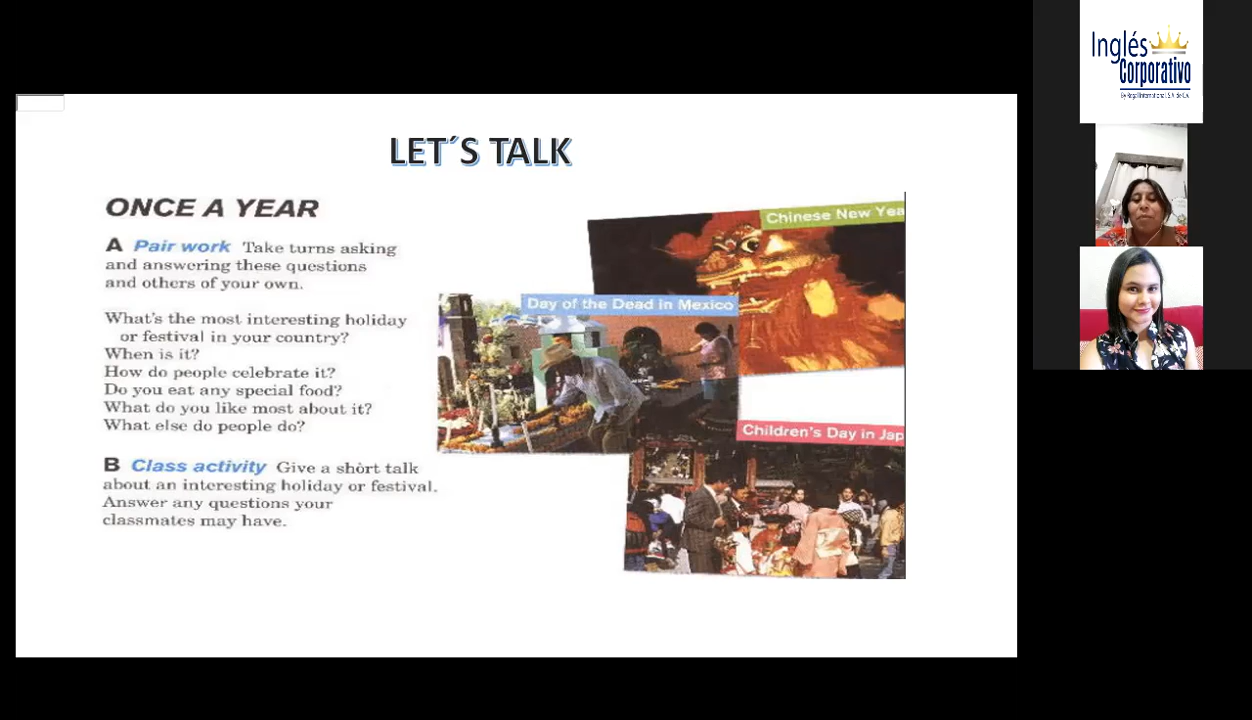 LET´S TALK
ONCE A YEAR
A Pair work Take turns asking
and answering these questions
and others of your own.
What's the most interesting holiday
or festival in your country?
When is it?
How do people celebrate it?
Do you eat any special food?
What do you like most about it?
What else do people do?
B Class activity Give a short talk
about an interesting holiday or festival.
Answer any questions your
classmates may have.
Chinese New Yea
Day of the Dead in Mexico
Children's Day in Jap
Inglés
Corporativo